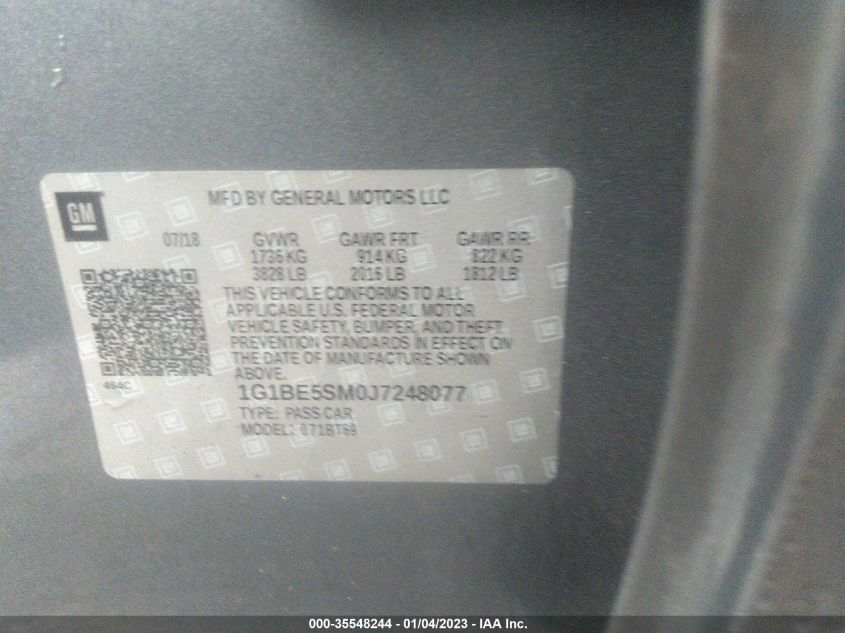 GM
MFD BY GENERAL MOTORS LLC
07/18 GVWR GAWR FRT GAWR RR
1736 KG 914 KG 822 KG
3828 LB 2016 LB 1812 LB
THIS VEHICLE CONFORMS TO ALL
APPLICABLE U.S. FEDERAL MOTOR
VEHICLE SAFETY, BUMPER, AND THEFT
PREVENTION STANDARDS IN EFFECT ON
THE DATE OF MANUFACTURE SHOWN
ABOVE.
464C
1G1BE5SM0J7248077
TYPE: PASS CAR
MODEL: 071BT69
000-35548244 - 01/04/2023 - IAA Inc.